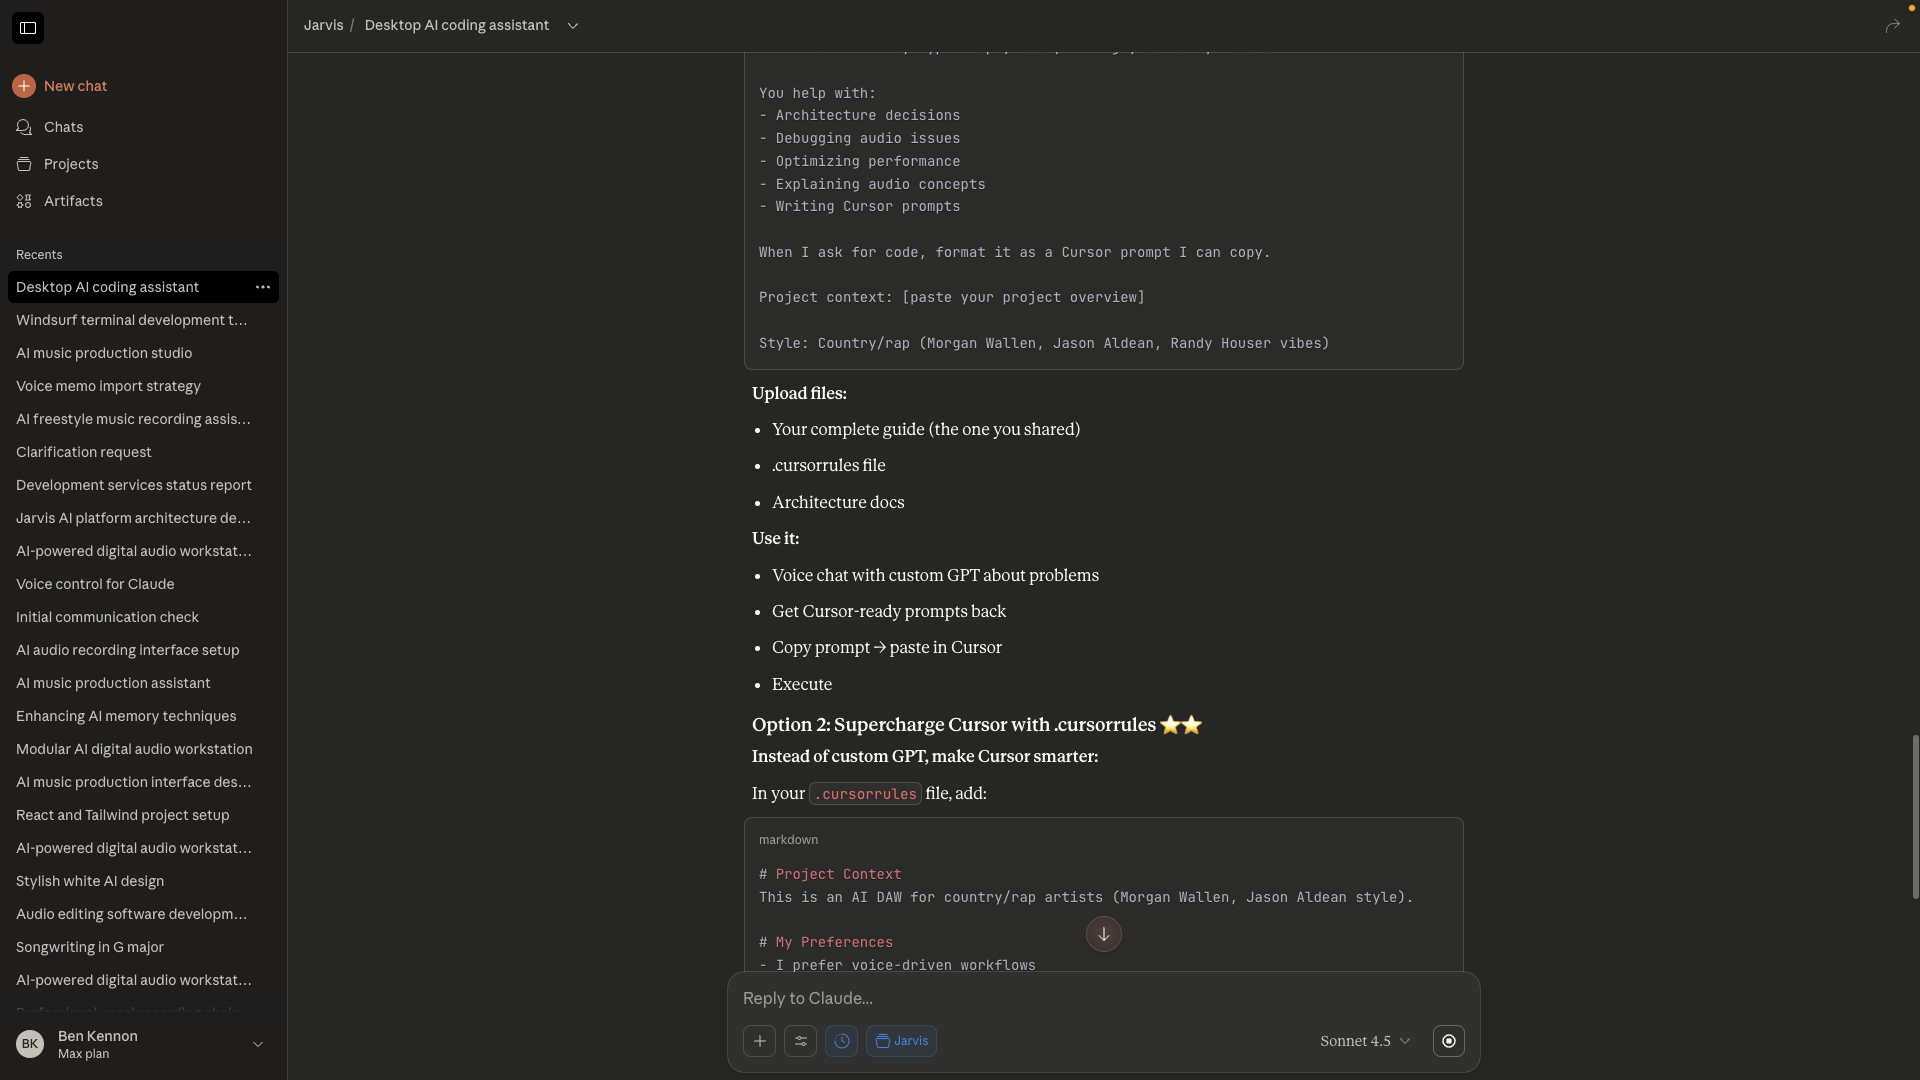 Jarvis / Desktop AI coding assistant
New chat
Chats
Projects
Artifacts
Recents
Desktop AI coding assistant
Windsurf terminal development t...
AI music production studio
Voice memo import strategy
AI freestyle music recording assis...
Clarification request
Development services status report
Jarvis AI platform architecture de...
AI-powered digital audio workstat...
Voice control for Claude
Initial communication check
AI audio recording interface setup
AI music production assistant
Enhancing AI memory techniques
Modular AI digital audio workstation
AI music production interface des...
React and Tailwind project setup
AI-powered digital audio workstat...
Stylish white AI design
Audio editing software developm...
Songwriting in G major
AI-powered digital audio workstat...
BK
Ben Kennon
Max plan
You help with:
- Architecture decisions
- Debugging audio issues
- Optimizing performance
- Explaining audio concepts
- Writing Cursor prompts
When I ask for code, format it as a Cursor prompt I can copy.
Project context: [paste your project overview]
Style: Country/rap (Morgan Wallen, Jason Aldean, Randy Houser vibes)
Upload files:
• Your complete guide (the one you shared)
• .cursorrules file
• Architecture docs
Use it:
• Voice chat with custom GPT about problems
• Get Cursor-ready prompts back
• Copy prompt → paste in Cursor
• Execute
Option 2: Supercharge Cursor with .cursorrules ⭐⭐
Instead of custom GPT, make Cursor smarter:
In your .cursorrules file, add:
markdown
# Project Context
This is an AI DAW for country/rap artists (Morgan Wallen, Jason Aldean style).
# My Preferences
- I prefer voice-driven workflows
Reply to Claude...
Jarvis
Sonnet 4.5